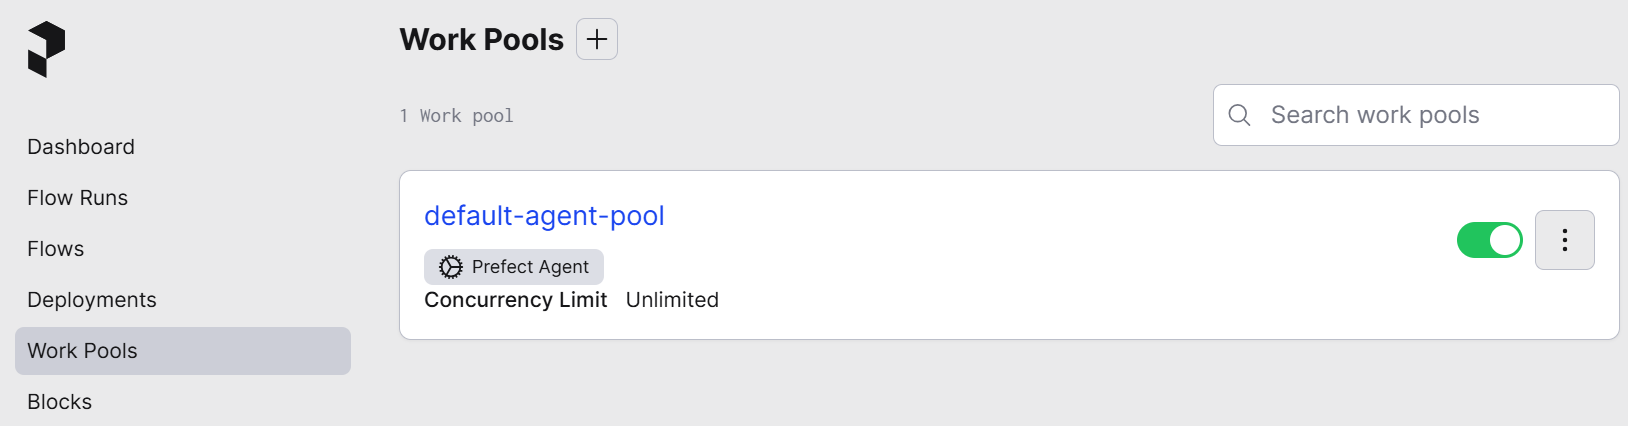 Work Pools
1 Work pool
Search work pools
Dashboard
Flow Runs
Flows
Deployments
Work Pools
Blocks
default-agent-pool
Prefect Agent
Concurrency Limit Unlimited